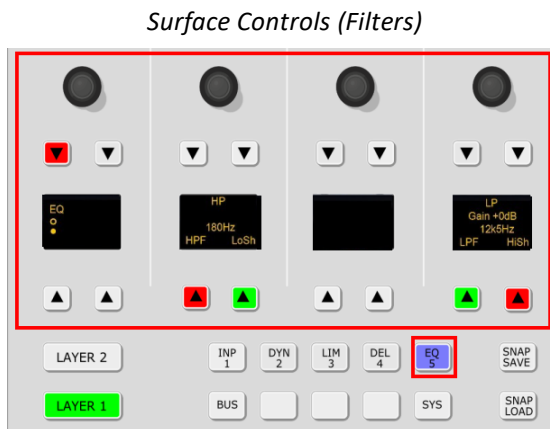 Surface Controls (Filters)
EQ
HP
180Hz
HPF LoSh
LP
Gain +0dB
12k5Hz
LPF HiSh
LAYER 2
INP
1
DYN
2
LIM
3
DEL
4
EQ
5
SNAP
SAVE
LAYER 1
BUS
SYS
SNAP
LOAD